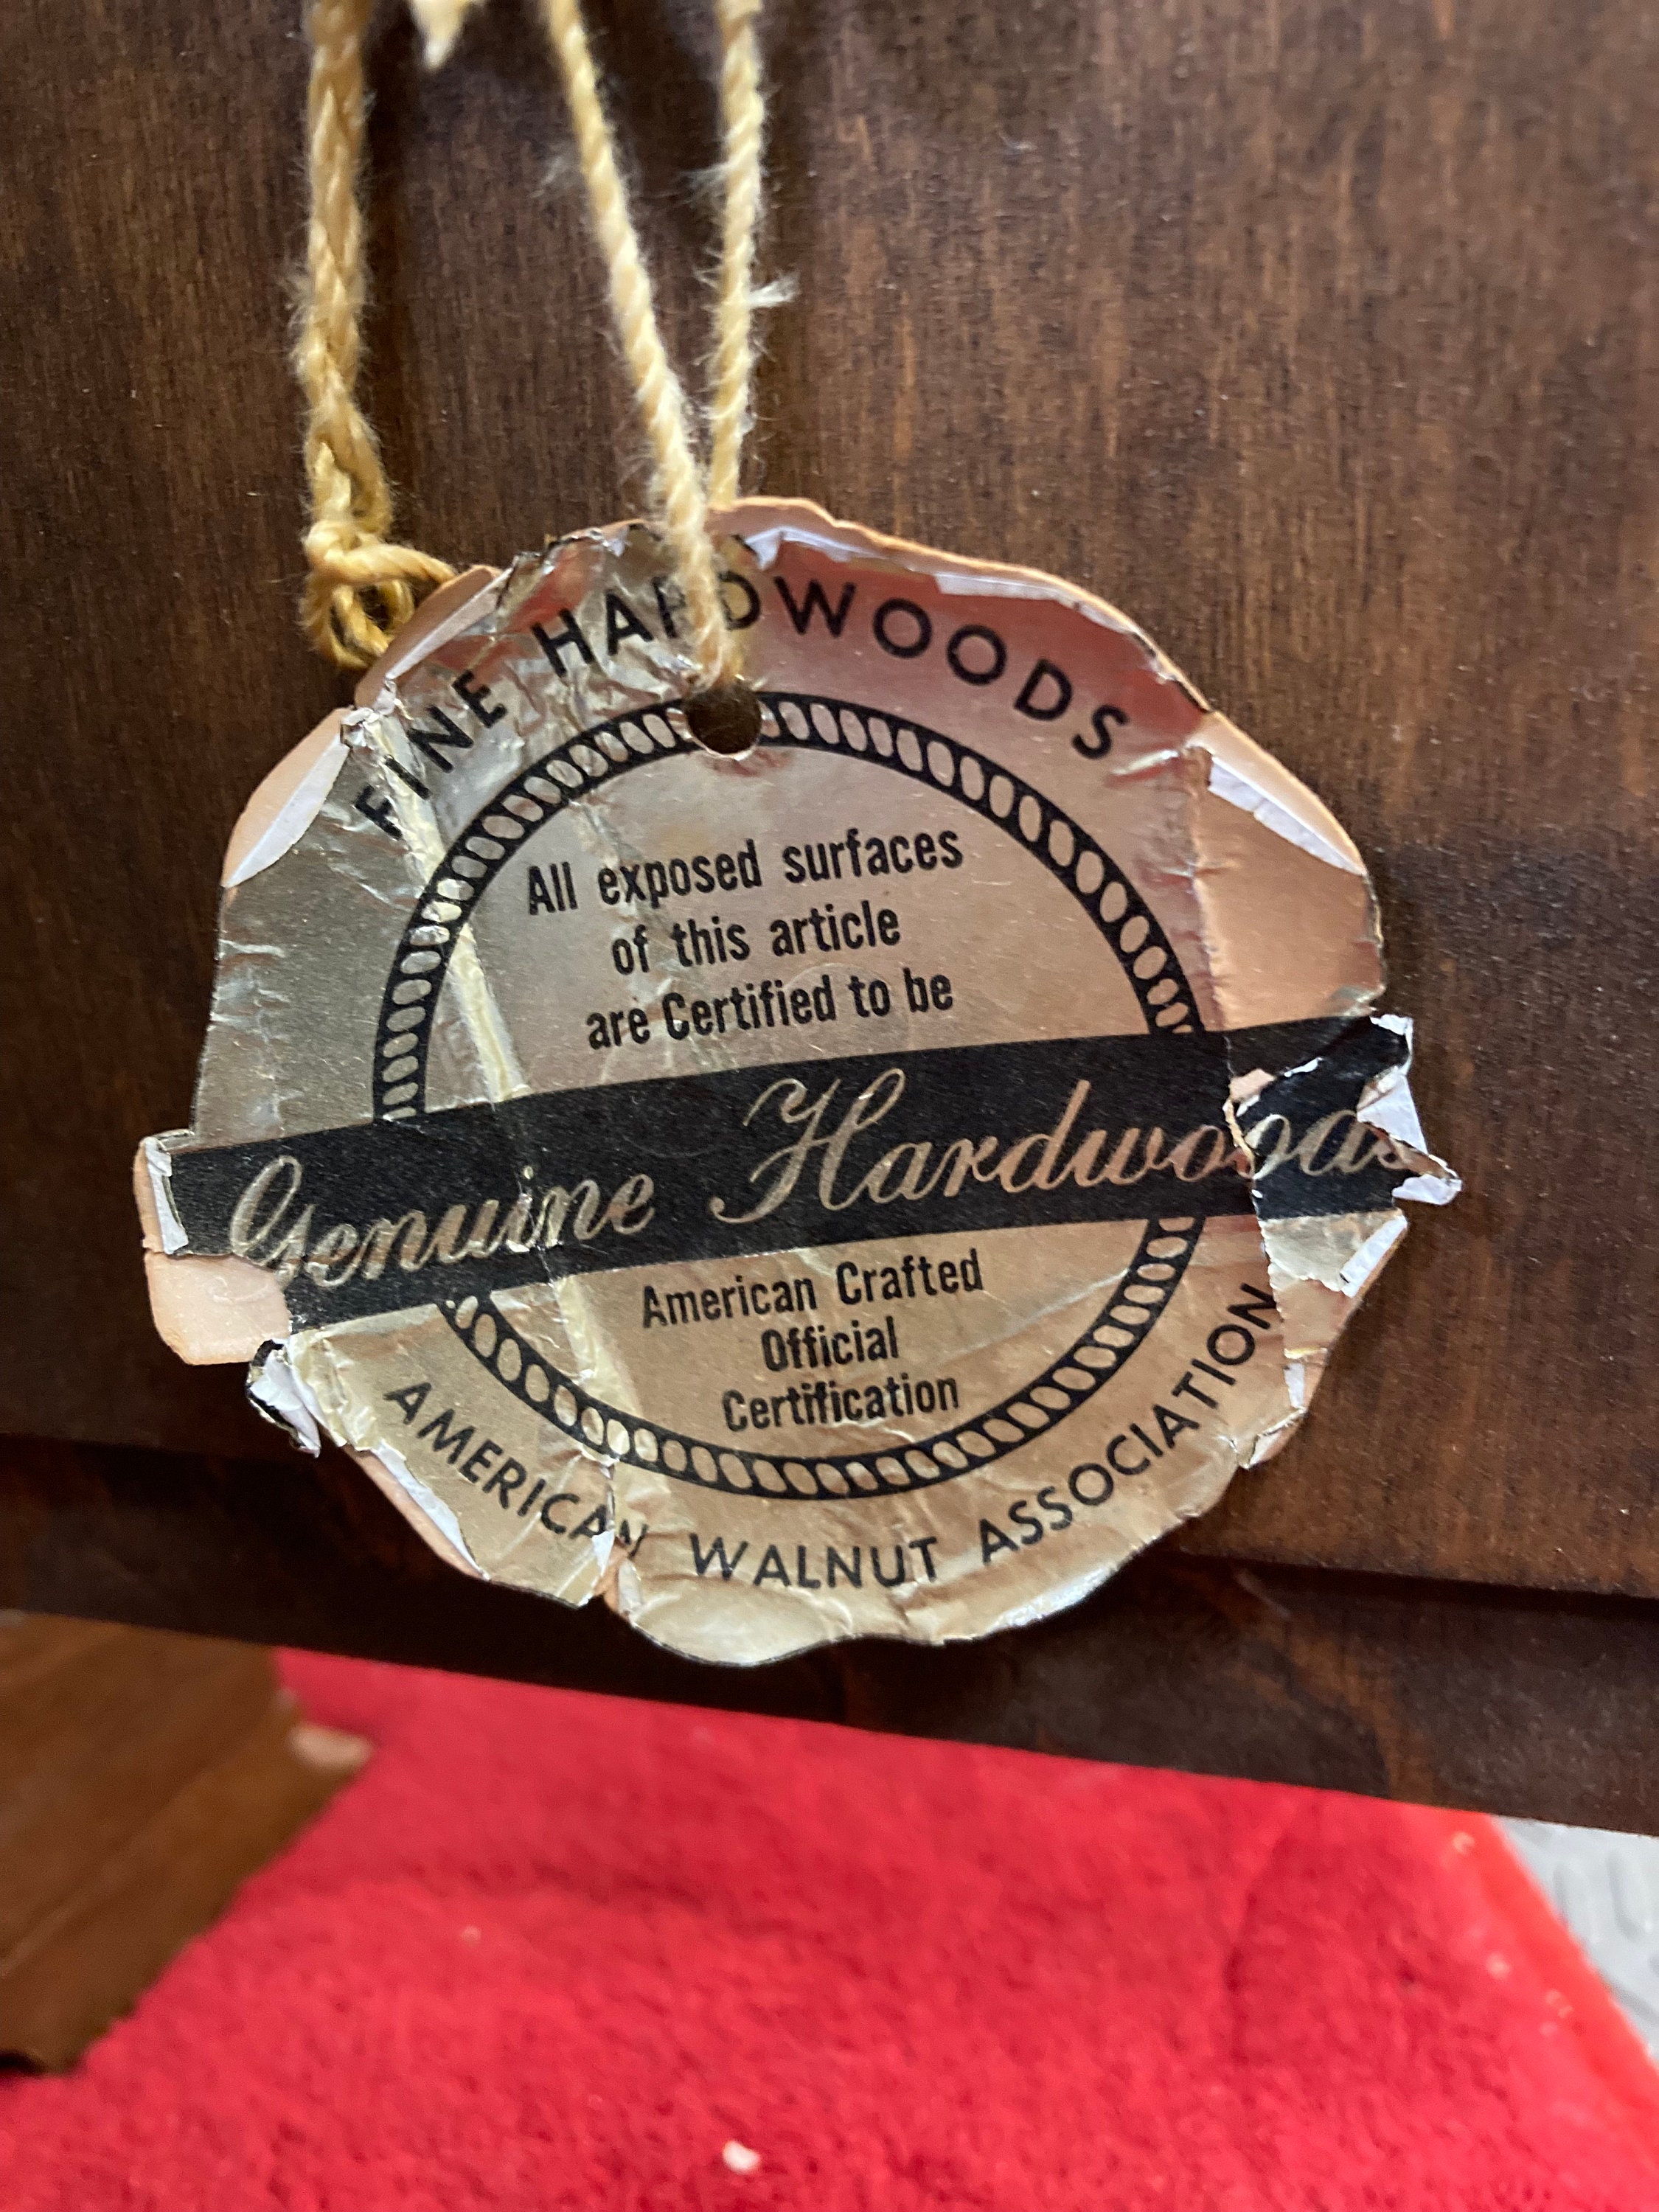 FINE HARDWOODS
All exposed surfaces
of this article
are Certified to be
Genuine Hardwoods
American Crafted
Official
Certification
AMERICAN WALNUT ASSOCIATION